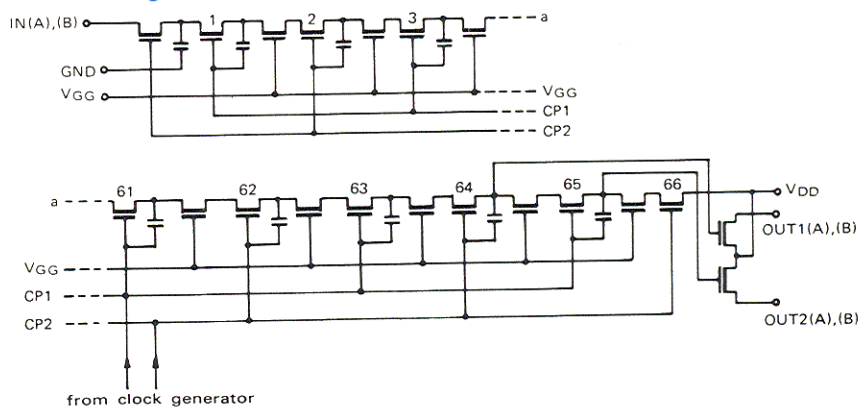 IN(A),(B)
1
2
3
a
GND
VGG
VGG
CP1
CP2
a
61
62
63
64
65
66
VDD
OUT1(A),(B)
VGG
CP1
OUT2(A),(B)
CP2
from clock generator